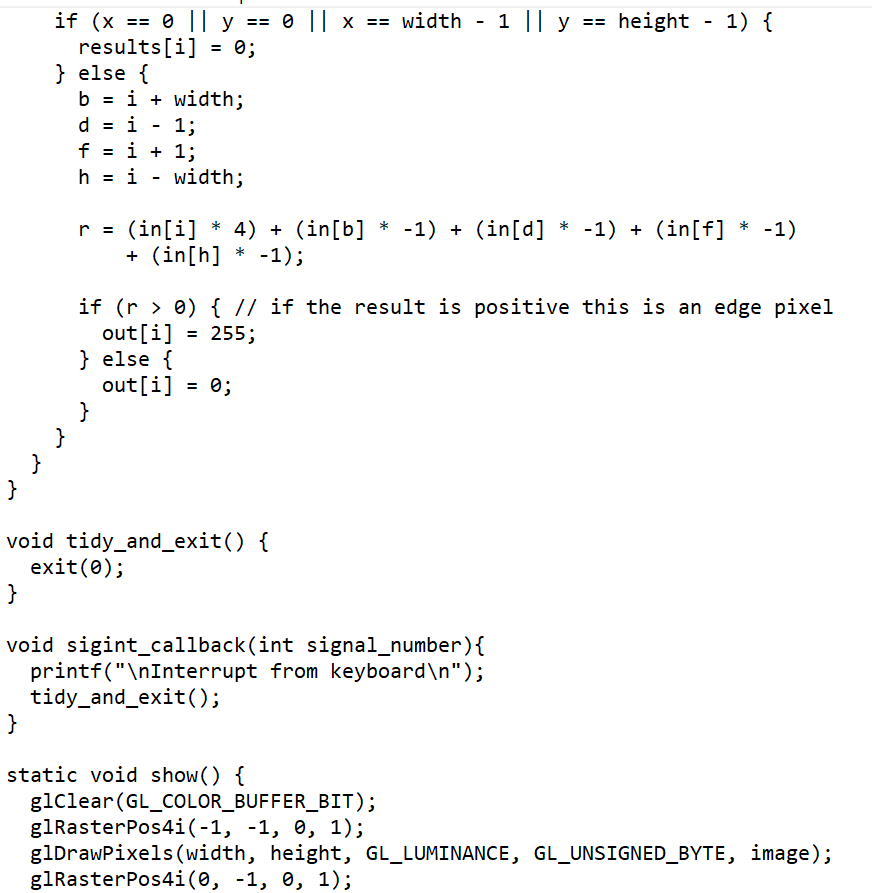 if (x == 0 || y == 0 || x == width - 1 || y == height - 1) {
      results[i] = 0;
    } else {
      b = i + width;
      d = i - 1;
      f = i + 1;
      h = i - width;

      r = (in[i] * 4) + (in[b] * -1) + (in[d] * -1) + (in[f] * -1)
          + (in[h] * -1);

      if (r > 0) { // if the result is positive this is an edge pixel
        out[i] = 255;
      } else {
        out[i] = 0;
      }
    }
  }
}

void tidy_and_exit() {
  exit(0);
}

void sigint_callback(int signal_number){
  printf("\nInterrupt from keyboard\n");
  tidy_and_exit();
}

static void show() {
  glClear(GL_COLOR_BUFFER_BIT);
  glRasterPos4i(-1, -1, 0, 1);
  glDrawPixels(width, height, GL_LUMINANCE, GL_UNSIGNED_BYTE, image);
  glRasterPos4i(0, -1, 0, 1);